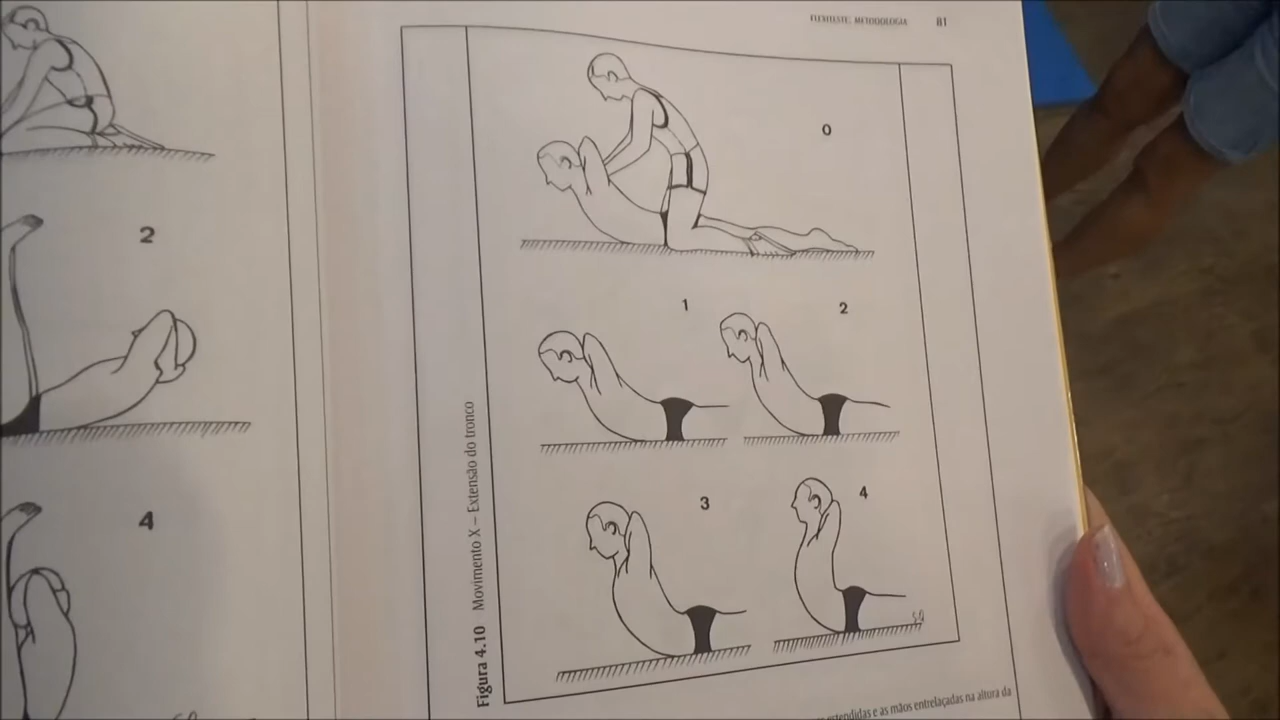 FLEXITESTE: METODOLOGIA 81
2
4
0
1 2
3 4
Figura 4.10 Movimento X – Extensão do tronco
estendidas e as mãos entrelaçadas na altura da